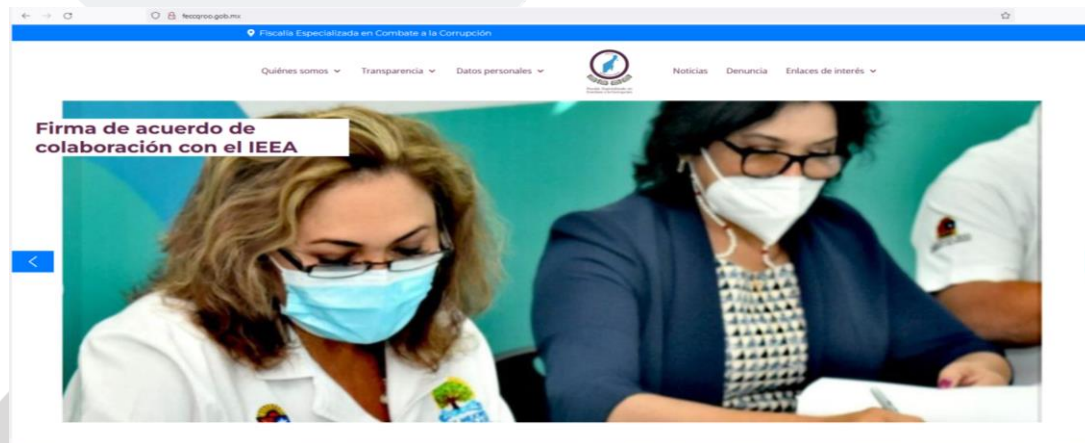 feccqroo.gob.mx
Fiscalía Especializada en Combate a la Corrupción
Quiénes somos Transparencia Datos personales Noticias Denuncia Enlaces de interés
Firma de acuerdo de
colaboración con el IEEA